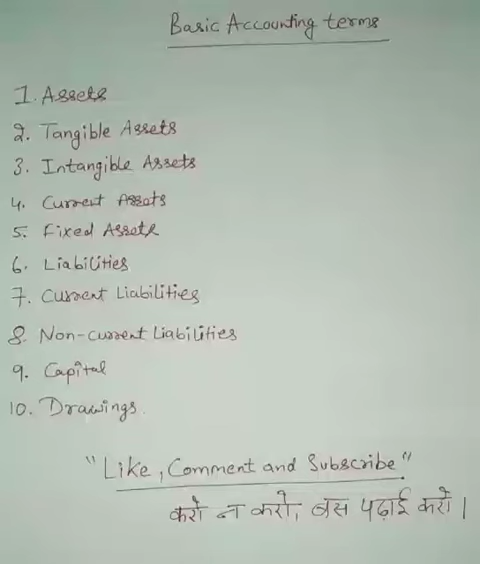 Basic Accounting terms
1. Assets
2. Tangible Assets
3. Intangible Assets
4. Current Assets
5. Fixed Assets
6. Liabilities
7. Current Liabilities
8. Non-current Liabilities
9. Capital
10. Drawings.
"Like, Comment and Subscribe"
करो न करो, बस पढ़ाई करो।